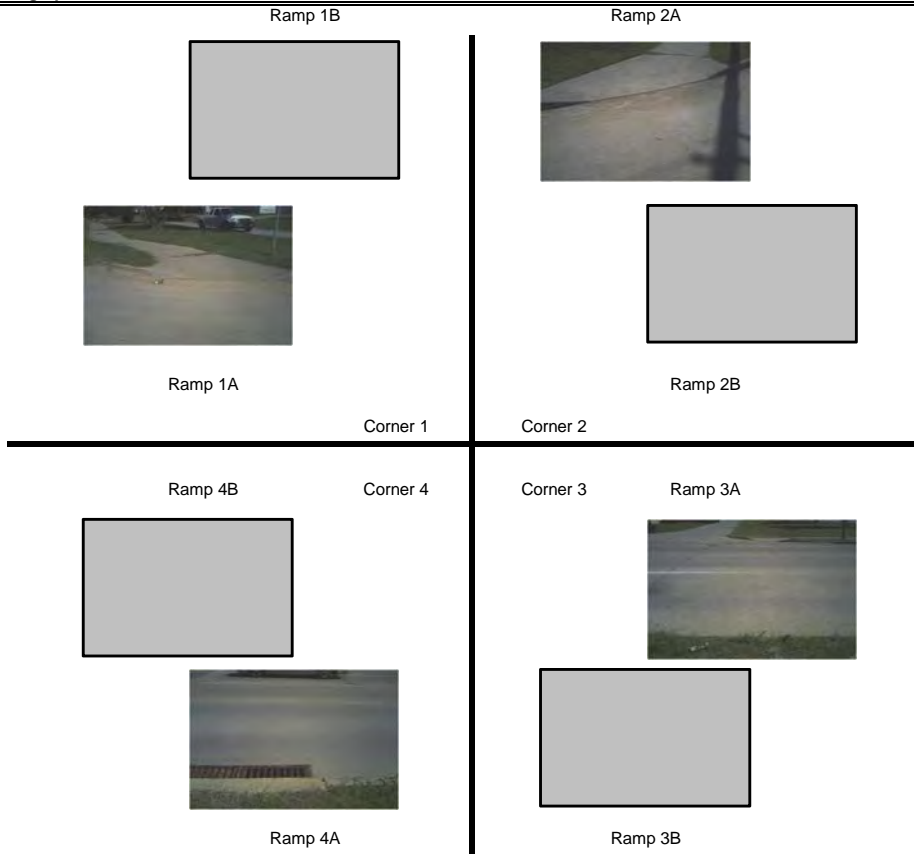 Ramp 1B Ramp 2A
Ramp 1A Ramp 2B
Corner 1 Corner 2
Ramp 4B Corner 4 Corner 3 Ramp 3A
Ramp 4A Ramp 3B